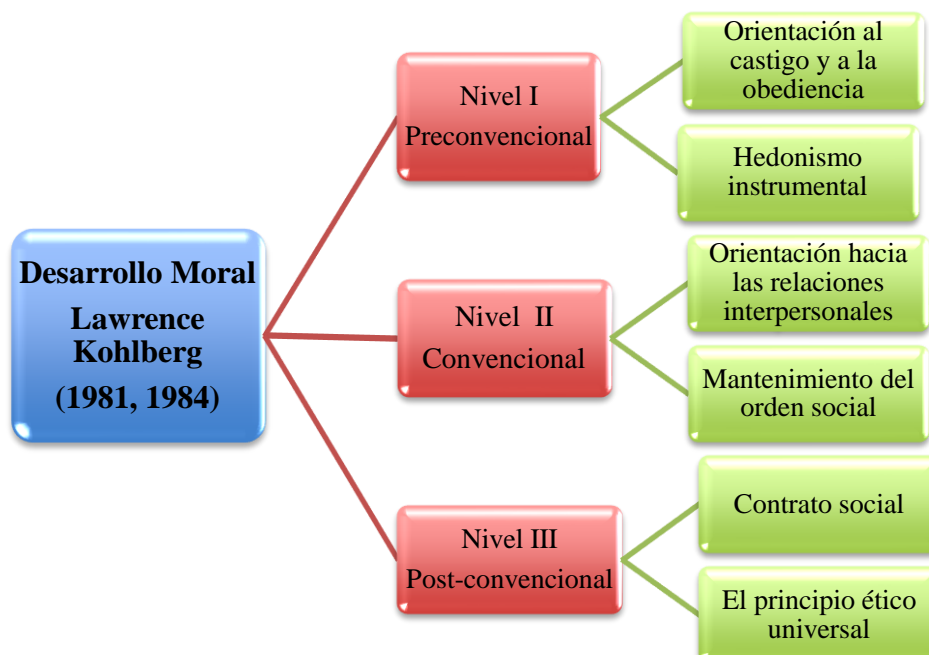 Desarrollo Moral
Lawrence
Kohlberg
(1981, 1984)
Nivel I
Preconvencional
Orientación al
castigo y a la
obediencia
Hedonismo
instrumental
Nivel II
Convencional
Orientación hacia
las relaciones
interpersonales
Mantenimiento del
orden social
Nivel III
Post-convencional
Contrato social
El principio ético
universal